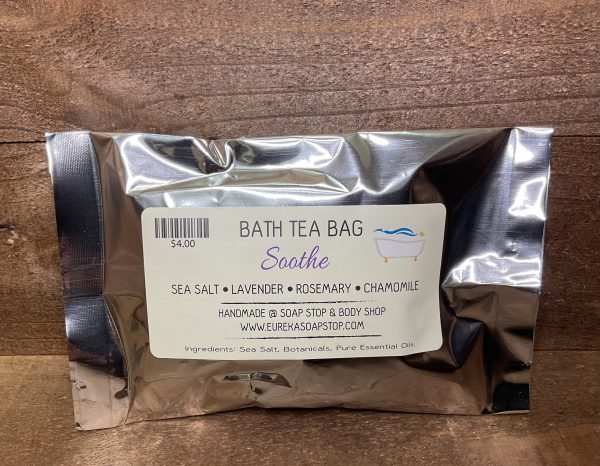 $4.00
BATH TEA BAG
Soothe
SEA SALT • LAVENDER • ROSEMARY • CHAMOMILE
HANDMADE @ SOAP STOP & BODY SHOP
WWW.EUREKASOAPSTOP.COM
Ingredients: Sea Salt, Botanicals, Pure Essential Oils.